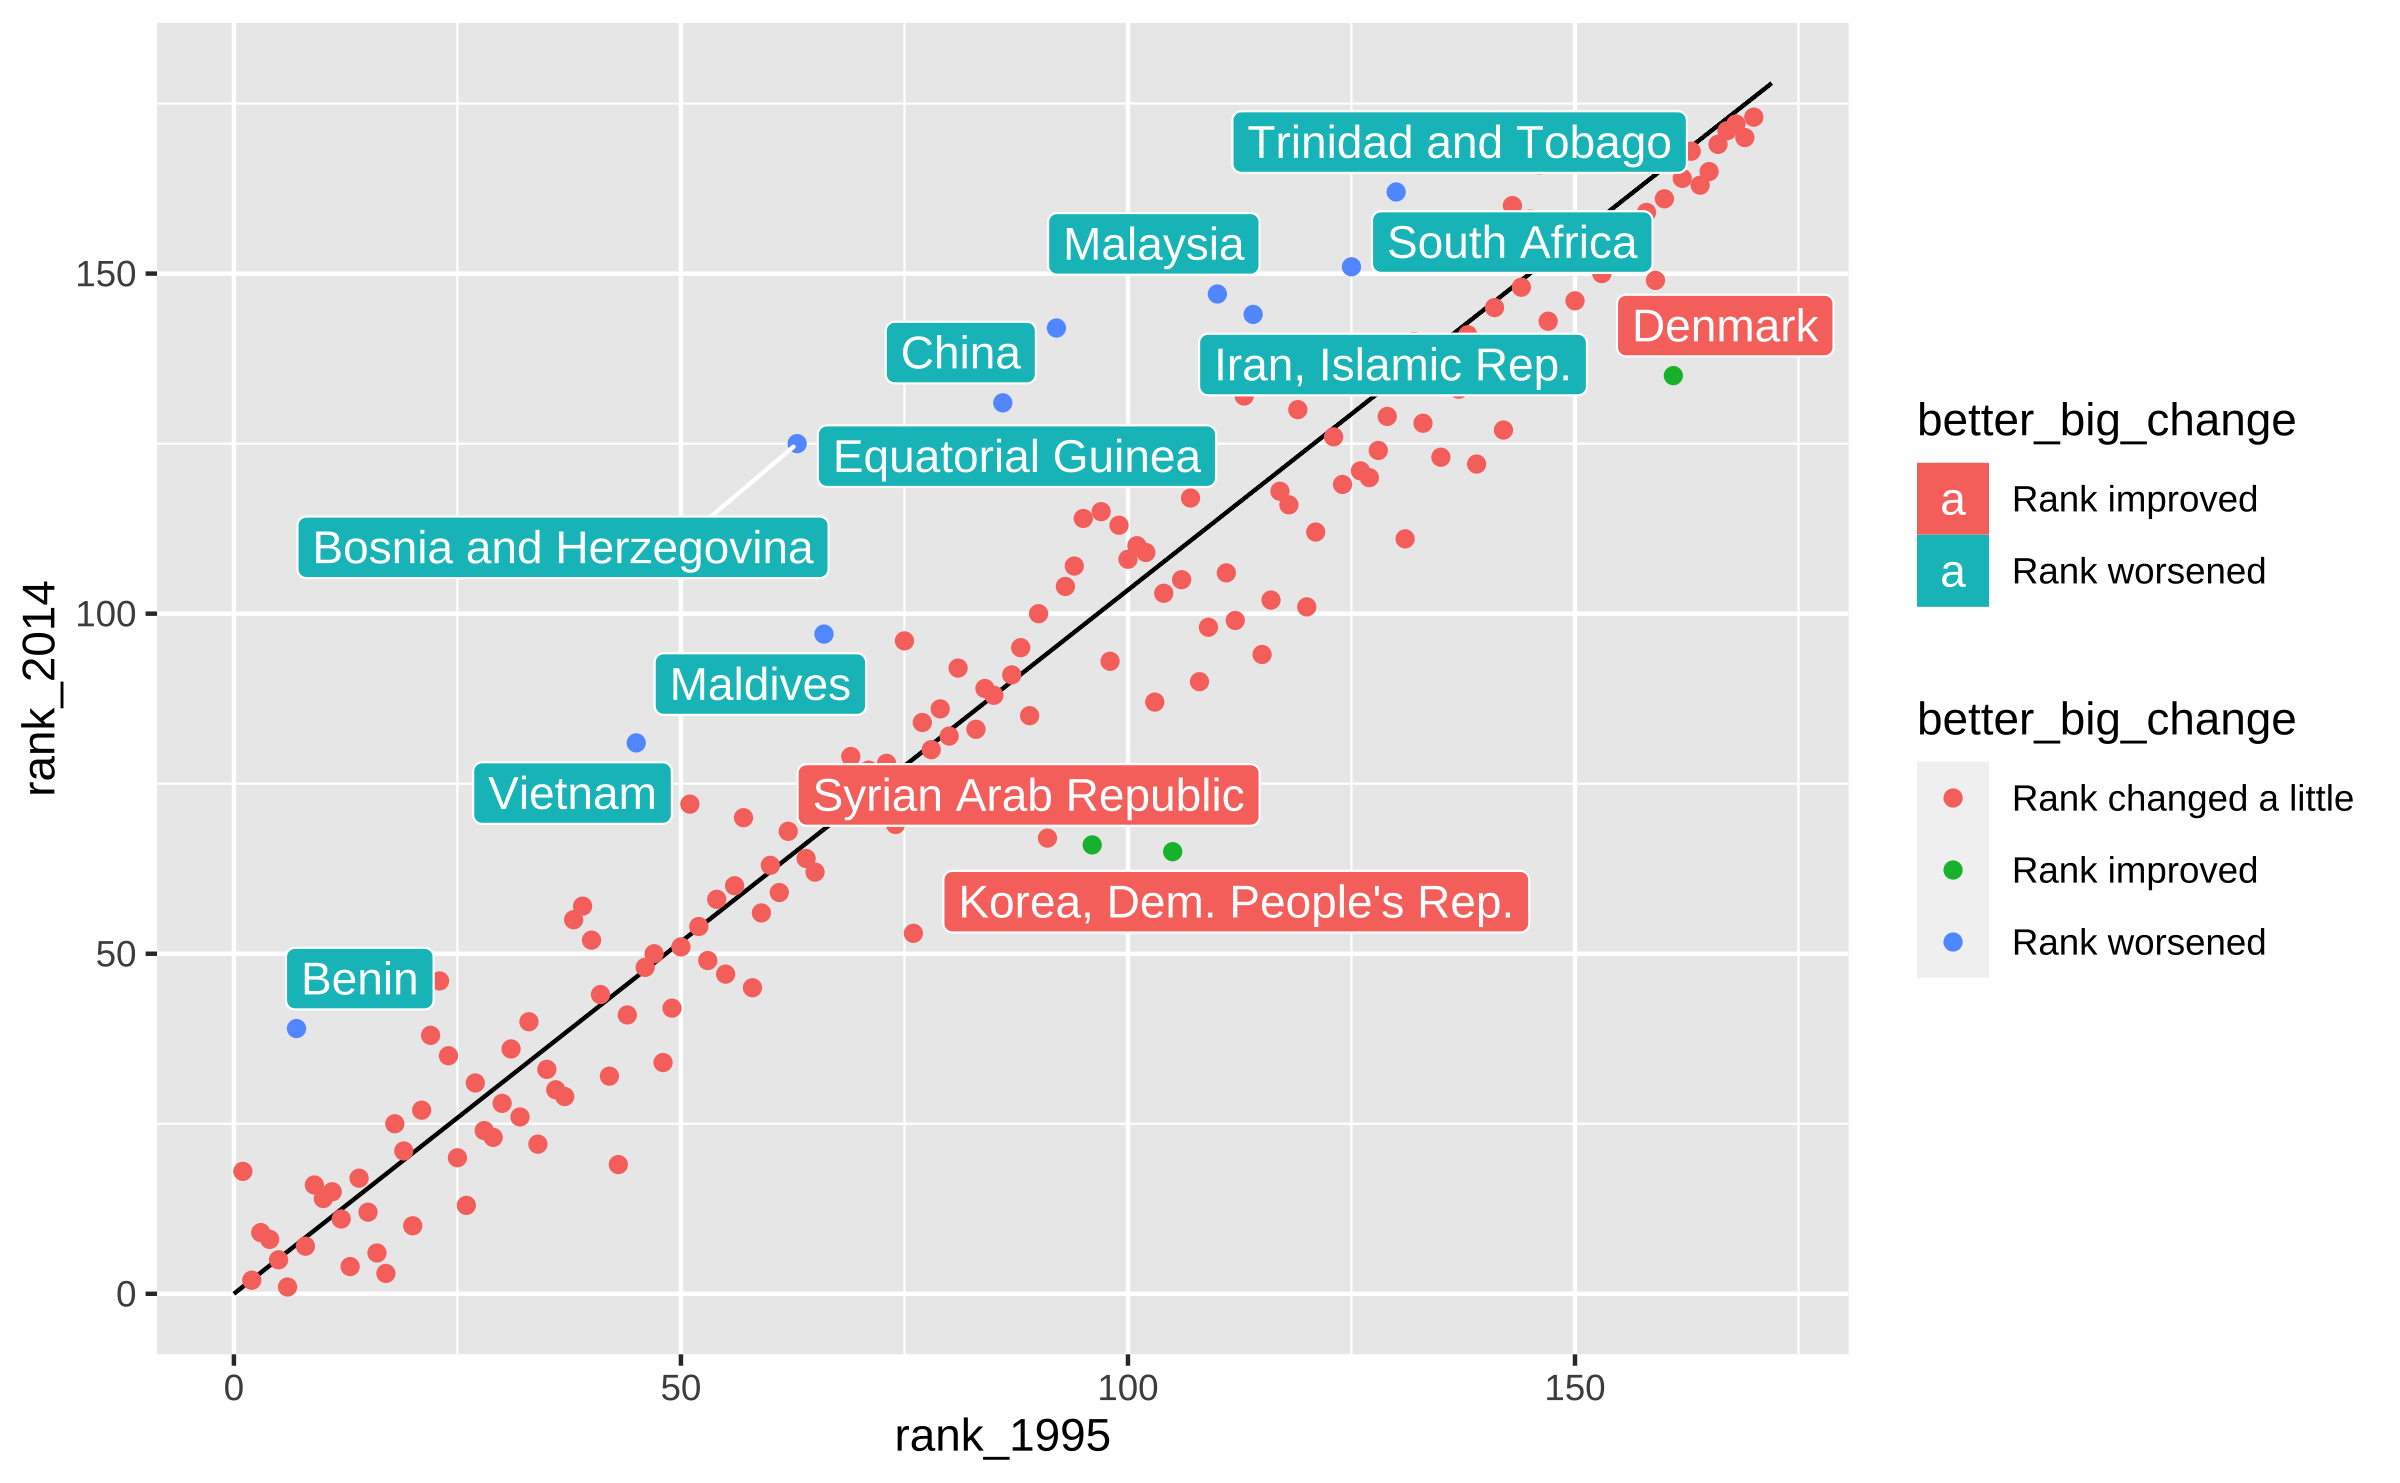 Trinidad and Tobago
Malaysia
South Africa
China
Iran, Islamic Rep.
Denmark
Equatorial Guinea
Bosnia and Herzegovina
Maldives
Vietnam
Syrian Arab Republic
Korea, Dem. People's Rep.
Benin
150
100
50
0
rank_2014
0
50
100
150
rank_1995
better_big_change
a Rank improved
a Rank worsened
better_big_change
Rank changed a little
Rank improved
Rank worsened